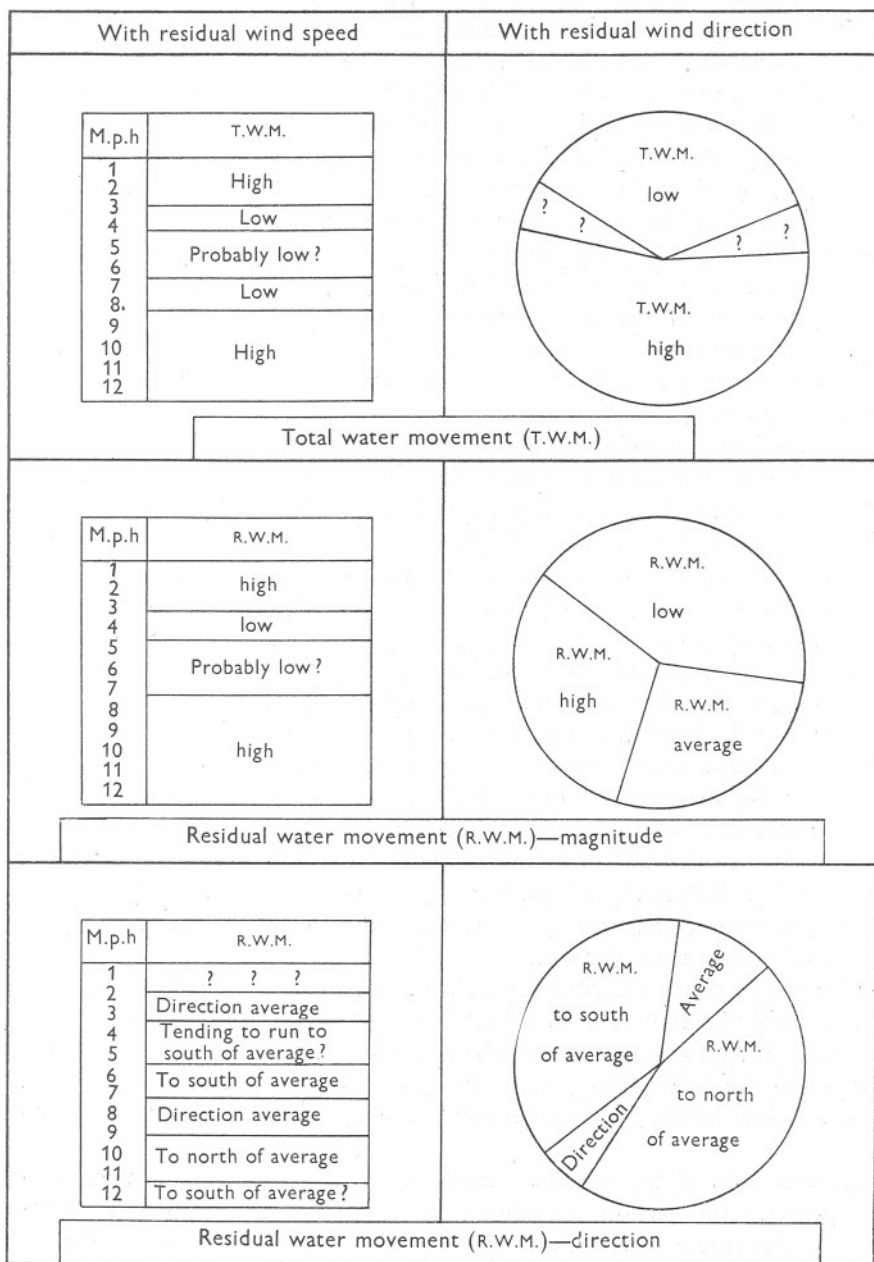 With residual wind speed
With residual wind direction
M.p.h
T.W.M.
1
2
3
4
5
6
7
8.
9
10
11
12
High
Low
Probably low?
Low
High
T.W.M.
low
? ?
? ?
T.W.M.
high
Total water movement (T.W.M.)
M.p.h
R.W.M.
1
2
3
4
5
6
7
8
9
10
11
12
high
low
Probably low?
high
R.W.M.
low
R.W.M.
high
R.W.M.
average
Residual water movement (R.W.M.)—magnitude
M.p.h
R.W.M.
1
2
3
4
5
6
7
8
9
10
11
12
? ? ?
Direction average
Tending to run to
south of average?
To south of average
Direction average
To north of average
To south of average?
R.W.M.
to south
of average
Average
R.W.M.
to north
of average
Direction
Residual water movement (R.W.M.)—direction